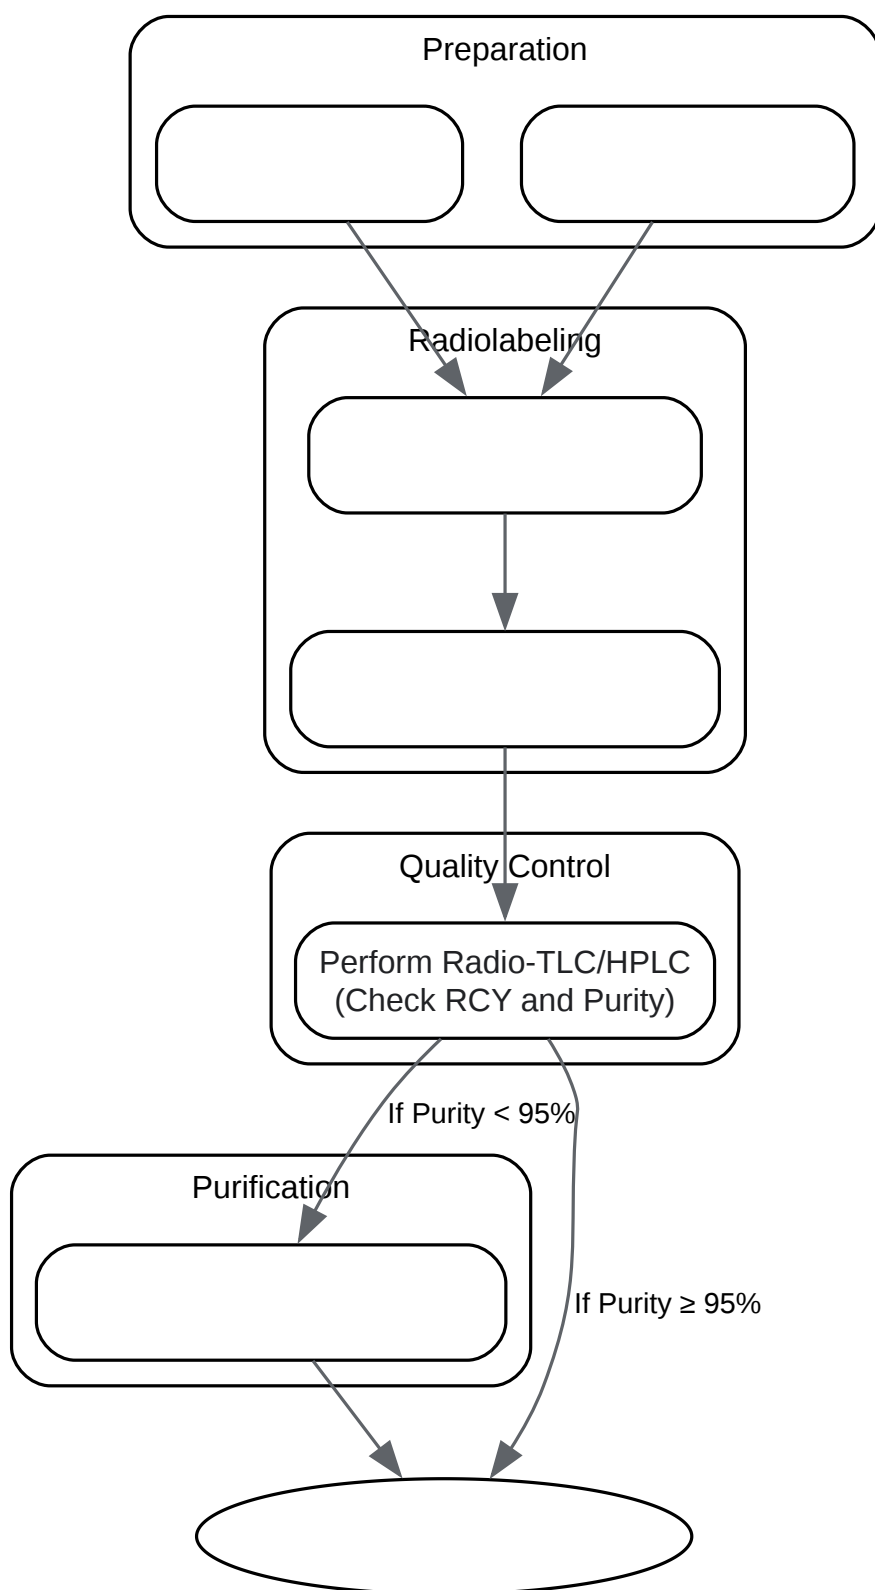 Preparation
Radiolabeling
Quality Control
Perform Radio-TLC/HPLC
(Check RCY and Purity)
If Purity < 95%
Purification
If Purity ≥ 95%